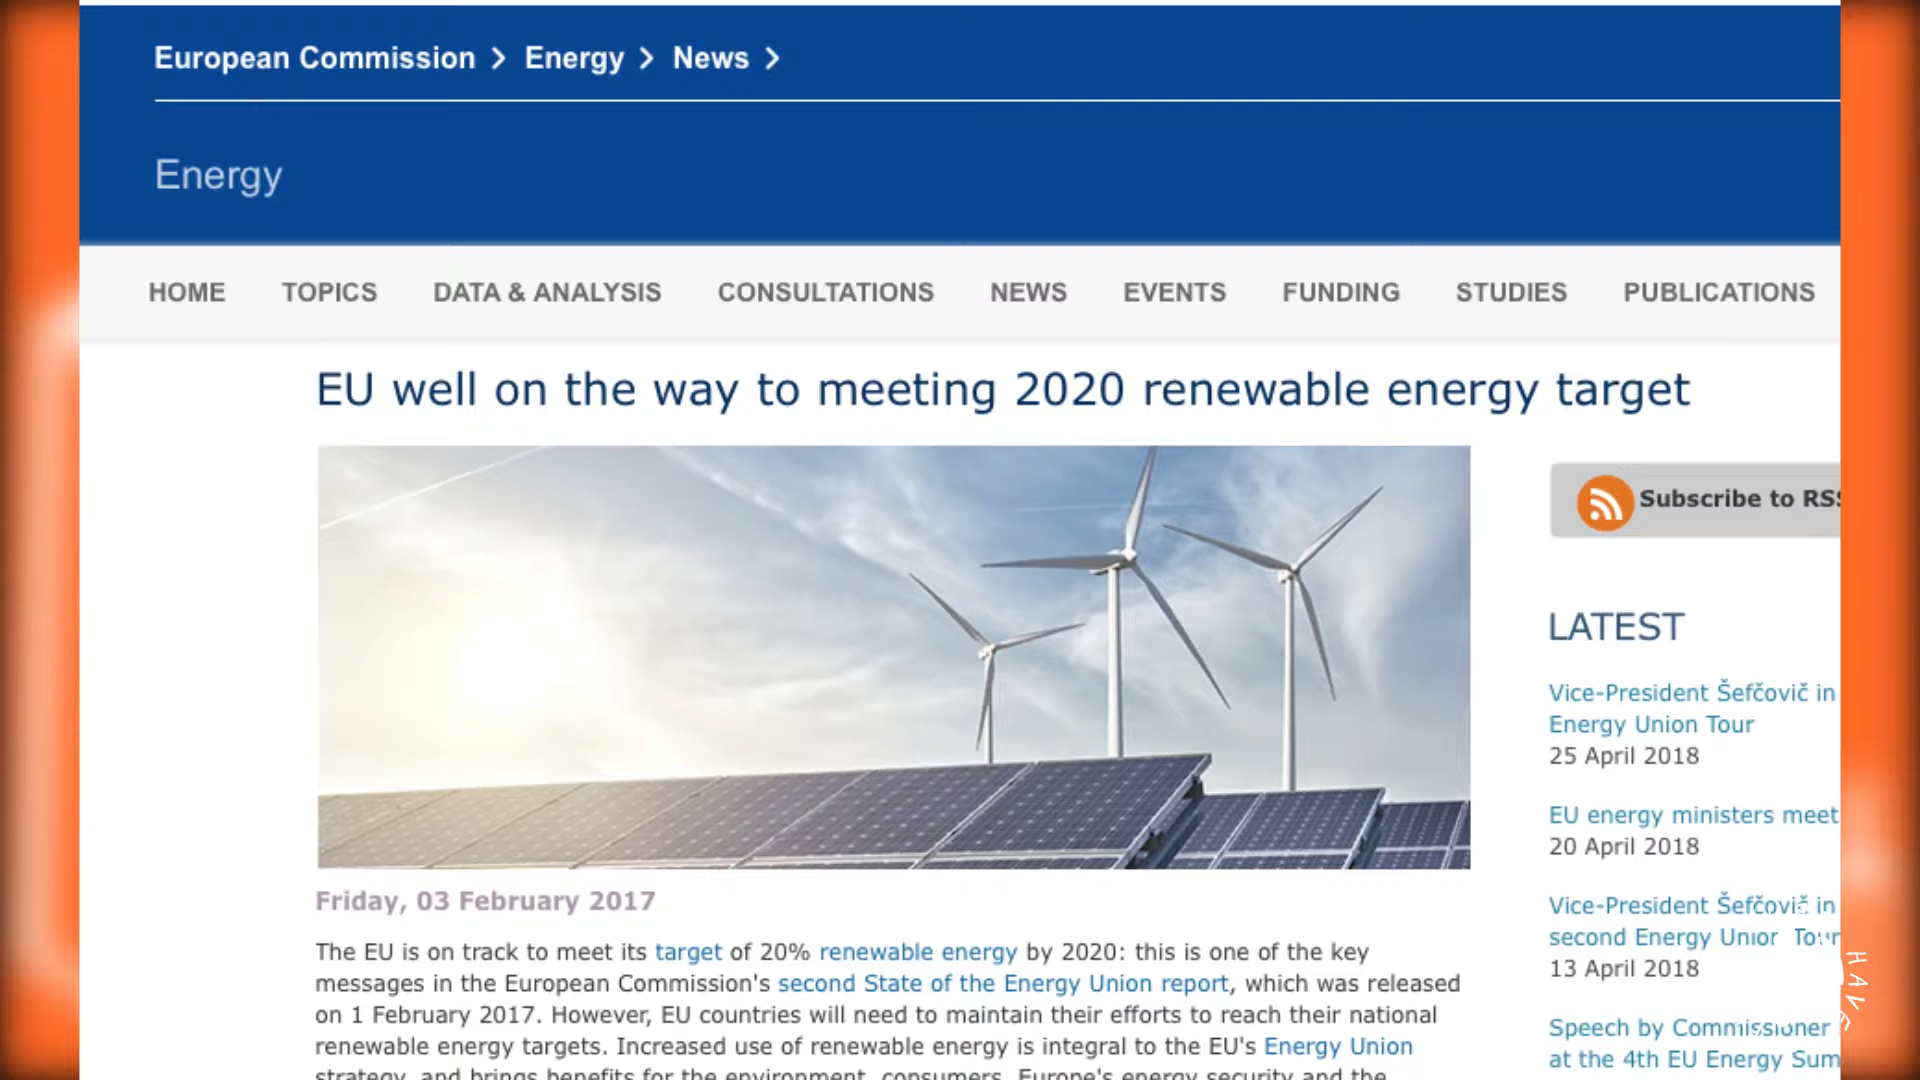 European Commission > Energy > News >
Energy
HOME TOPICS DATA & ANALYSIS CONSULTATIONS NEWS EVENTS FUNDING STUDIES PUBLICATIONS
EU well on the way to meeting 2020 renewable energy target
Subscribe to RSS
LATEST
Vice-President Šefčovič in
Energy Union Tour
25 April 2018
EU energy ministers meet
20 April 2018
Vice-President Šefčovič in
second Energy Union Tour
13 April 2018
Speech by Commissioner
at the 4th EU Energy Sum
Friday, 03 February 2017
The EU is on track to meet its target of 20% renewable energy by 2020: this is one of the key
messages in the European Commission's second State of the Energy Union report, which was released
on 1 February 2017. However, EU countries will need to maintain their efforts to reach their national
renewable energy targets. Increased use of renewable energy is integral to the EU's Energy Union
strategy, and brings benefits for the environment, consumers, Europe's energy security and the
HAVE